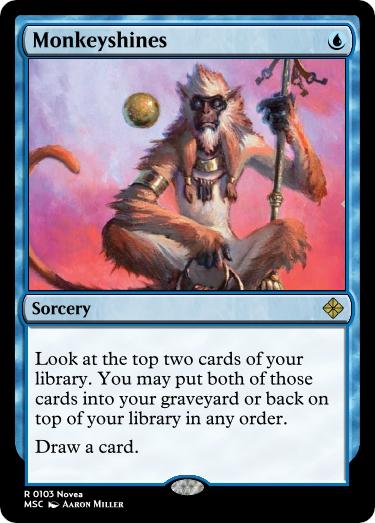 Monkeyshines
Sorcery
Look at the top two cards of your
library. You may put both of those
cards into your graveyard or back on
top of your library in any order.
Draw a card.
R 0103 Novea
MSC Aaron Miller